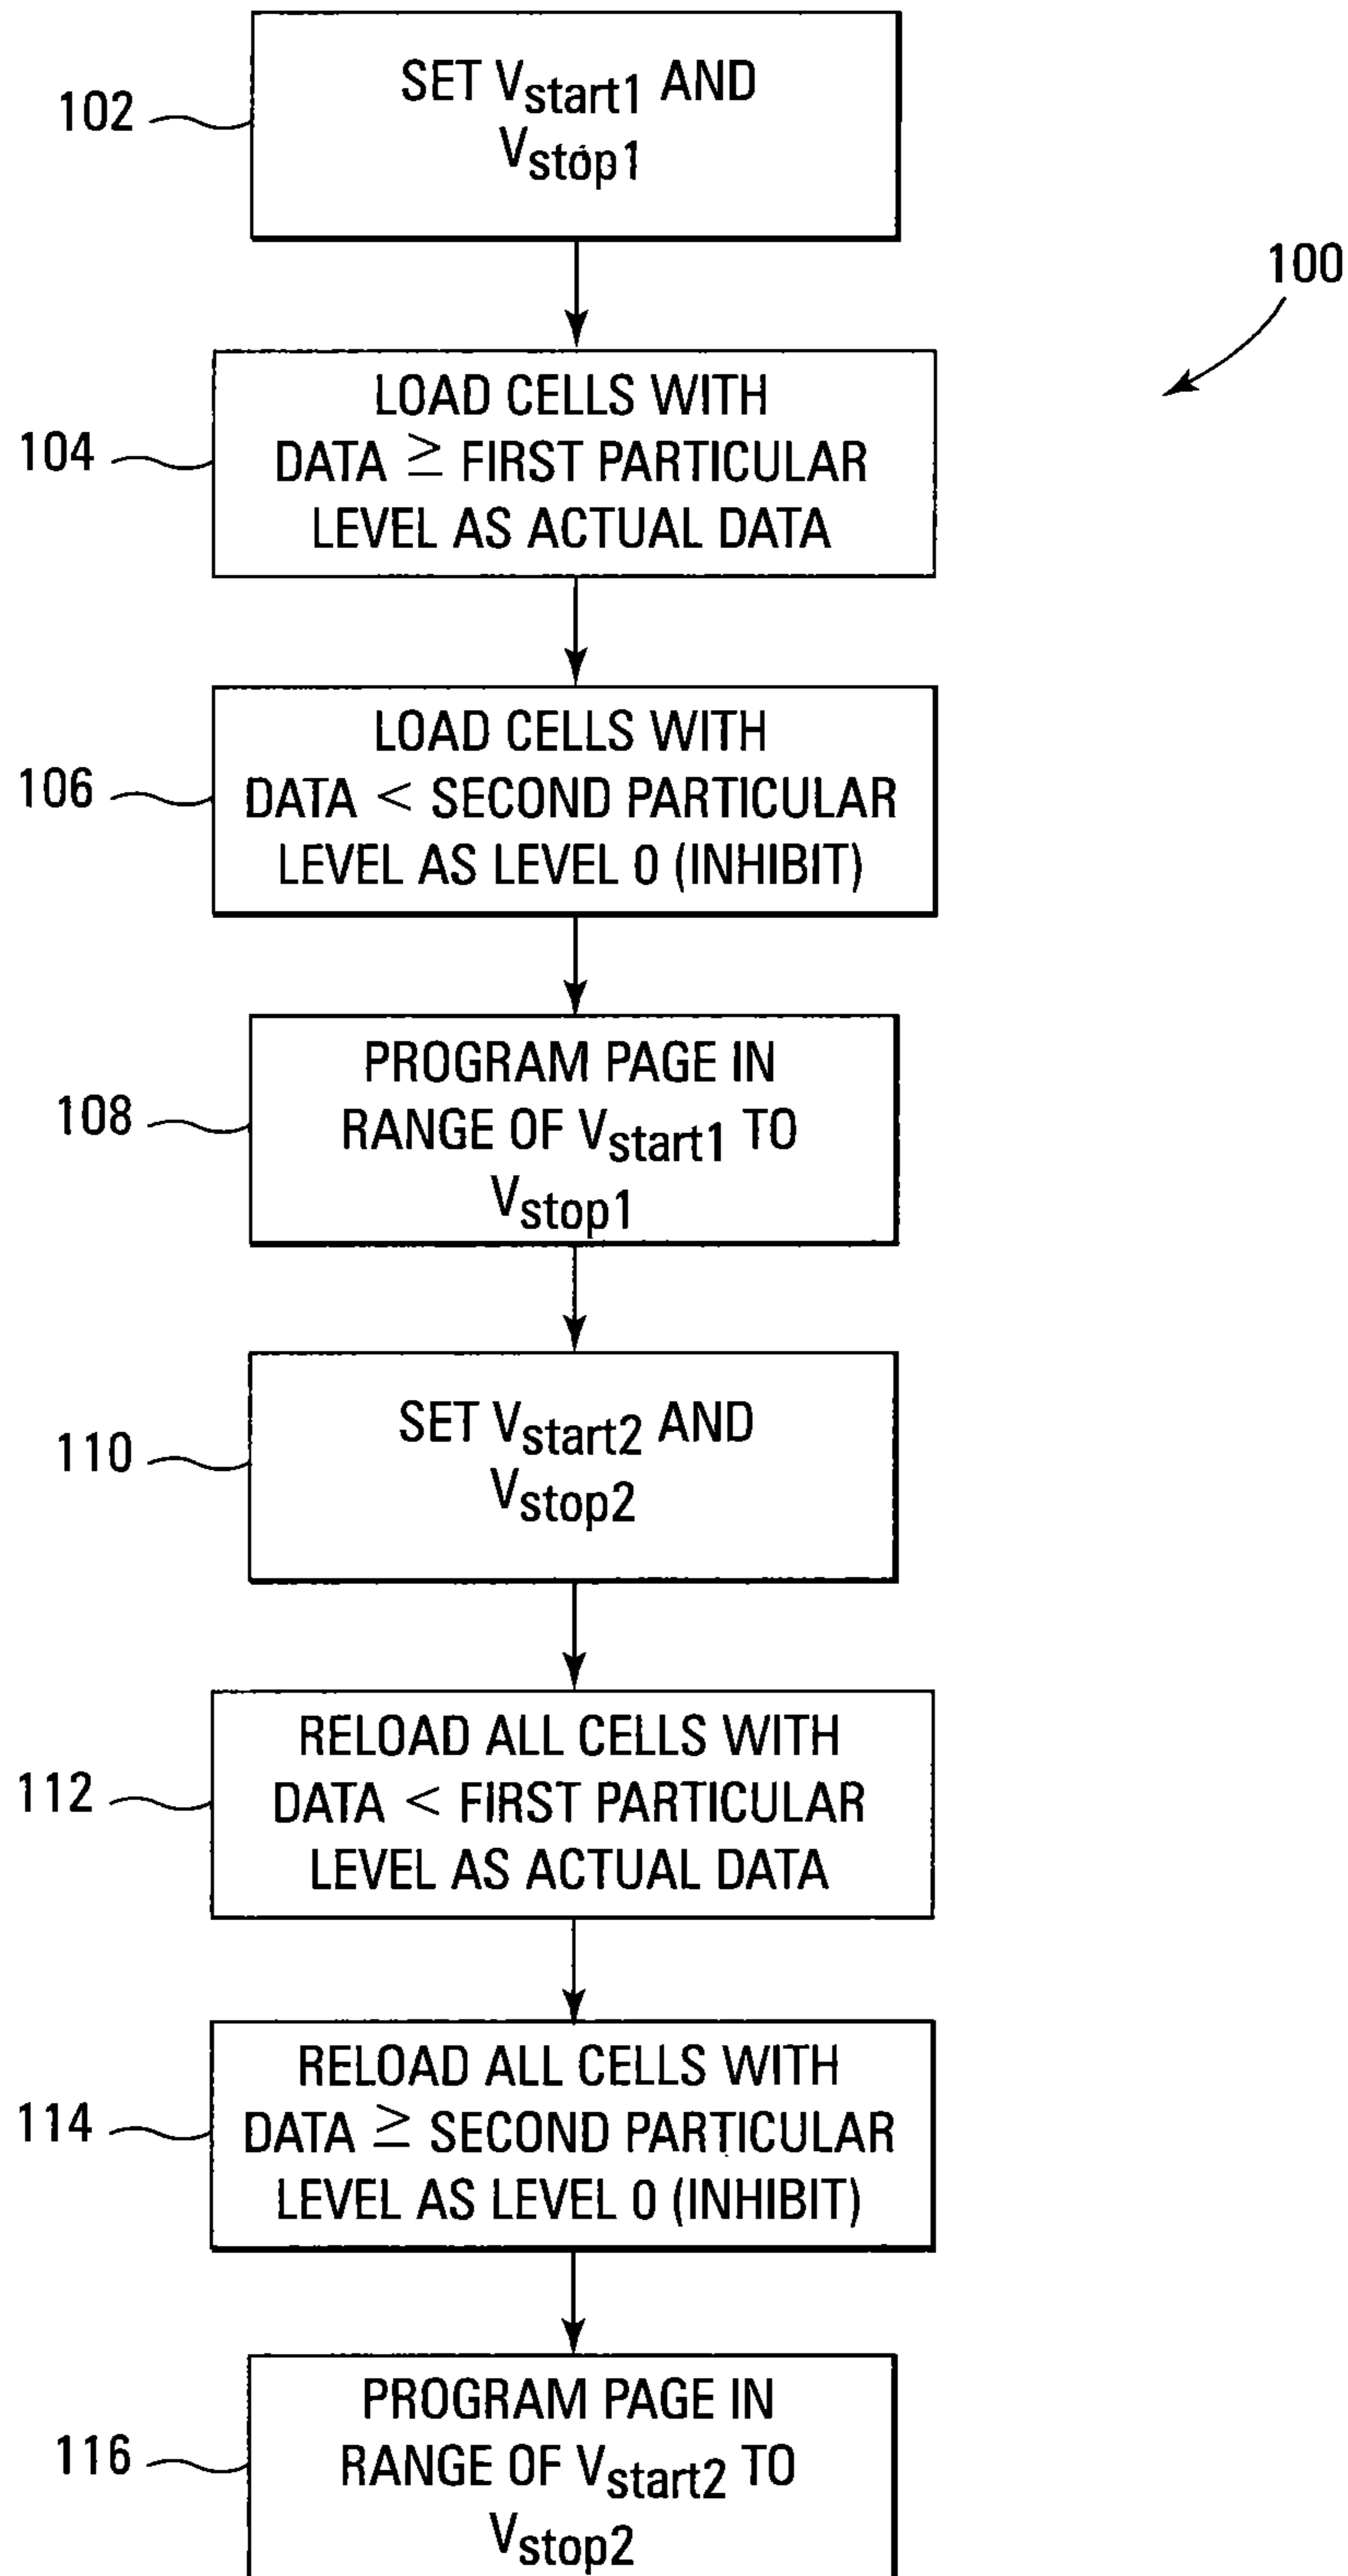 SET Vstart1 AND
Vstop1
102
100
LOAD CELLS WITH
DATA ≥ FIRST PARTICULAR
LEVEL AS ACTUAL DATA
104
LOAD CELLS WITH
DATA < SECOND PARTICULAR
LEVEL AS LEVEL 0 (INHIBIT)
106
PROGRAM PAGE IN
RANGE OF Vstart1 TO
Vstop1
108
SET Vstart2 AND
Vstop2
110
RELOAD ALL CELLS WITH
DATA < FIRST PARTICULAR
LEVEL AS ACTUAL DATA
112
RELOAD ALL CELLS WITH
DATA ≥ SECOND PARTICULAR
LEVEL AS LEVEL 0 (INHIBIT)
114
PROGRAM PAGE IN
RANGE OF Vstart2 TO
Vstop2
116